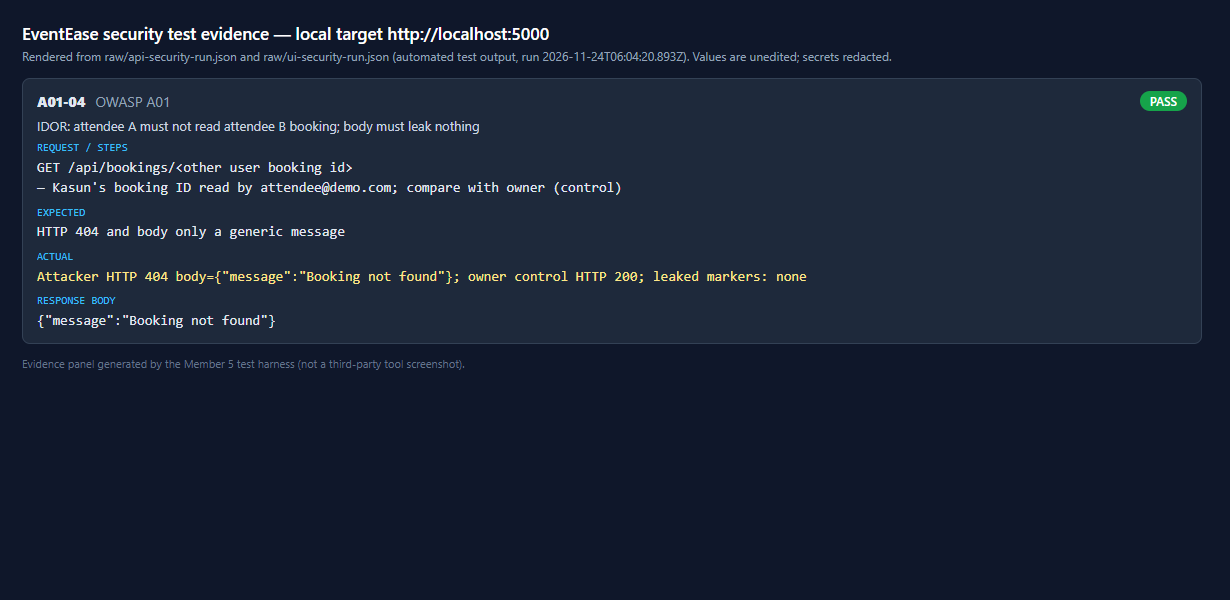 EventEase security test evidence — local target http://localhost:5000
Rendered from raw/api-security-run.json and raw/ui-security-run.json (automated test output, run 2026-11-24T06:04:20.893Z). Values are unedited; secrets redacted.
A01-04 OWASP A01 PASS
IDOR: attendee A must not read attendee B booking; body must leak nothing
REQUEST / STEPS
GET /api/bookings/<other user booking id>
— Kasun's booking ID read by attendee@demo.com; compare with owner (control)
EXPECTED
HTTP 404 and body only a generic message
ACTUAL
Attacker HTTP 404 body={"message":"Booking not found"}; owner control HTTP 200; leaked markers: none
RESPONSE BODY
{"message":"Booking not found"}
Evidence panel generated by the Member 5 test harness (not a third-party tool screenshot).